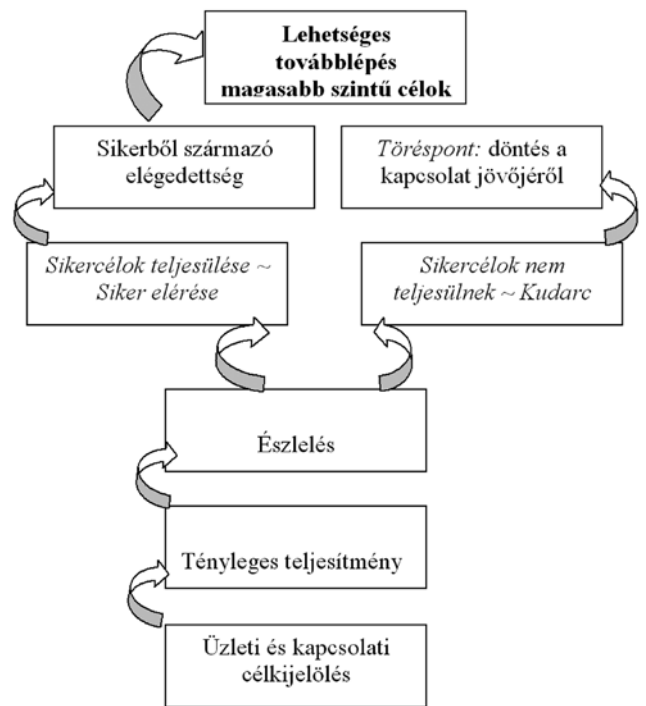 Lehetséges
továbblépés
magasabb szintű célok
Sikerből származó
elégedettség
Töréspont: döntés a
kapcsolat jövőjéről
Sikercélok teljesülése ~
Siker elérése
Sikercélok nem
teljesülnek ~ Kudarc
Észlelés
Tényleges teljesítmény
Üzleti és kapcsolati
célkijelölés